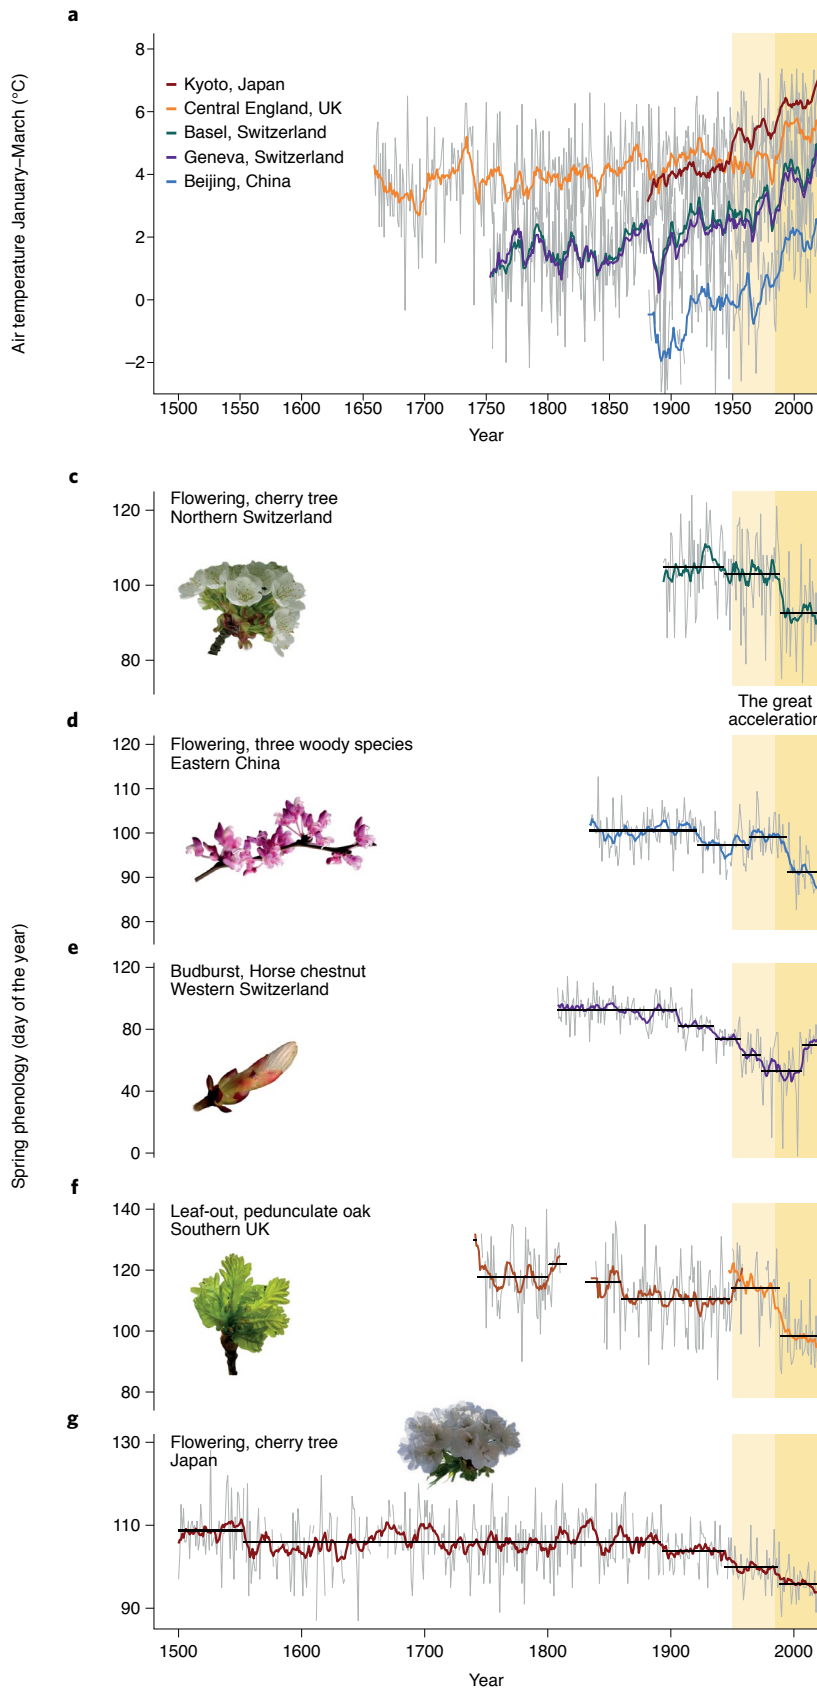 a
Air temperature January–March (°C)
8
6
4
2
0
–2
Kyoto, Japan
Central England, UK
Basel, Switzerland
Geneva, Switzerland
Beijing, China
1500 1550 1600 1650 1700 1750 1800 1850 1900 1950 2000
Year
Spring phenology (day of the year)
c
Flowering, cherry tree
Northern Switzerland
120
100
80
The great
acceleration
d
Flowering, three woody species
Eastern China
120
110
100
90
80
e
Budburst, Horse chestnut
Western Switzerland
120
80
40
0
f
Leaf-out, pedunculate oak
Southern UK
140
120
100
80
g
Flowering, cherry tree
Japan
130
110
90
1500 1600 1700 1800 1900 2000
Year